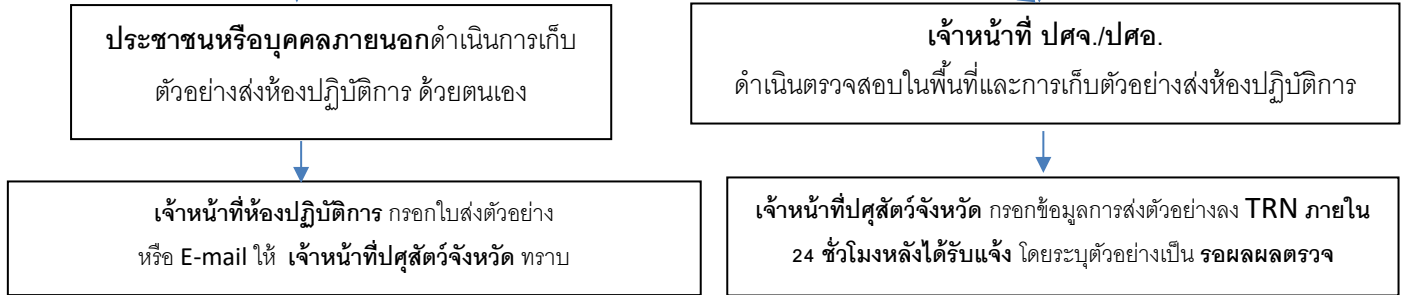 ประชาชนหรือบุคคลภายนอกดำเนินการเก็บ
ตัวอย่างส่งห้องปฏิบัติการ ด้วยตนเอง
เจ้าหน้าที่ ปศจ./ปศอ.
ดำเนินตรวจสอบในพื้นที่และการเก็บตัวอย่างส่งห้องปฏิบัติการ
เจ้าหน้าที่ห้องปฏิบัติการ กรอกใบส่งตัวอย่าง
หรือ E-mail ให้ เจ้าหน้าที่ปศุสัตว์จังหวัด ทราบ
เจ้าหน้าที่ปศุสัตว์จังหวัด กรอกข้อมูลการส่งตัวอย่างลง TRN ภายใน
24 ชั่วโมงหลังได้รับแจ้ง โดยระบุตัวอย่างเป็น รอผลผลตรวจ